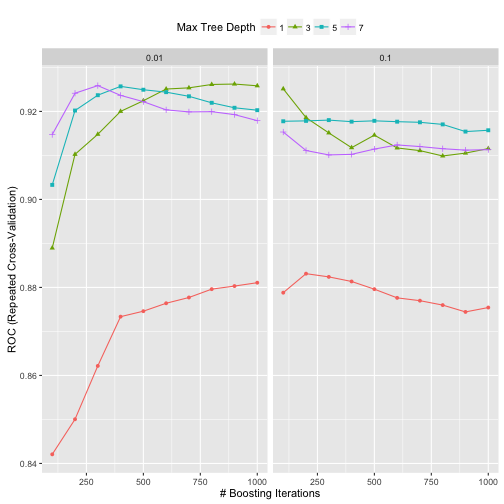 Max Tree Depth 1 3 5 7
0.01 0.1
ROC (Repeated Cross-Validation)
0.92
0.90
0.88
0.86
0.84
250 500 750 1000 250 500 750 1000
# Boosting Iterations